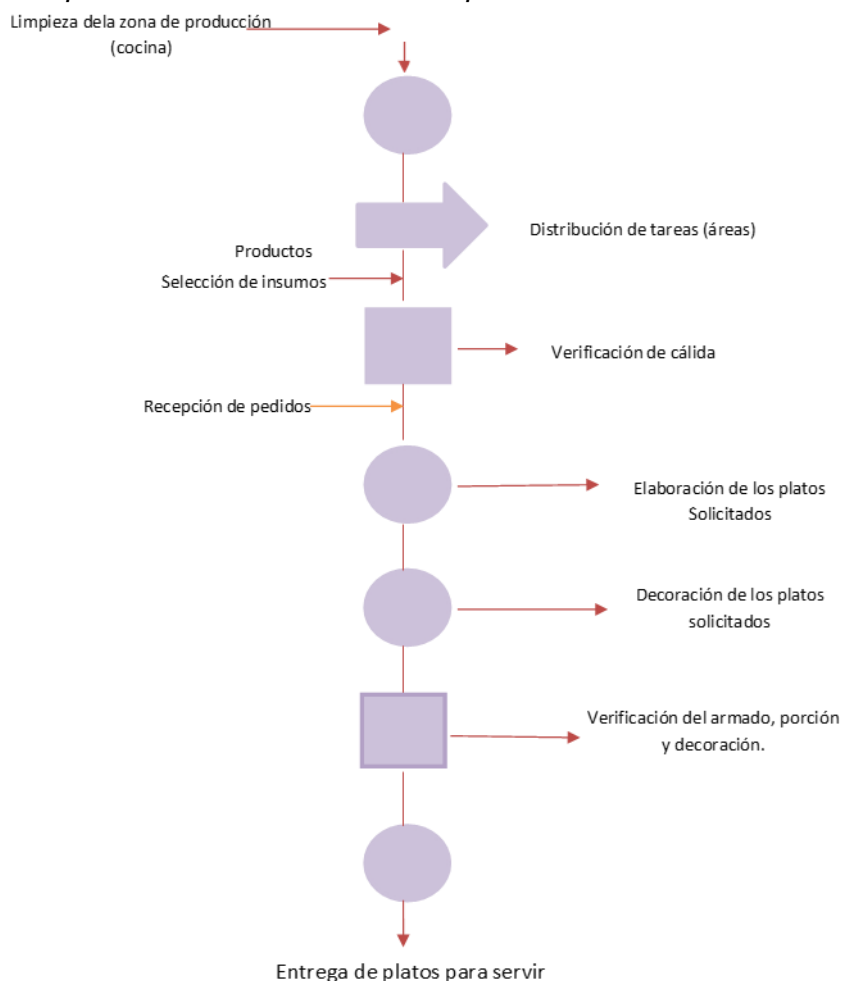 Limpieza dela zona de producción
(cocina)
Distribución de tareas (áreas)
Productos
Selección de insumos
Verificación de cálida
Recepción de pedidos
Elaboración de los platos
Solicitados
Decoración de los platos
solicitados
Verificación del armado, porción
y decoración.
Entrega de platos para servir